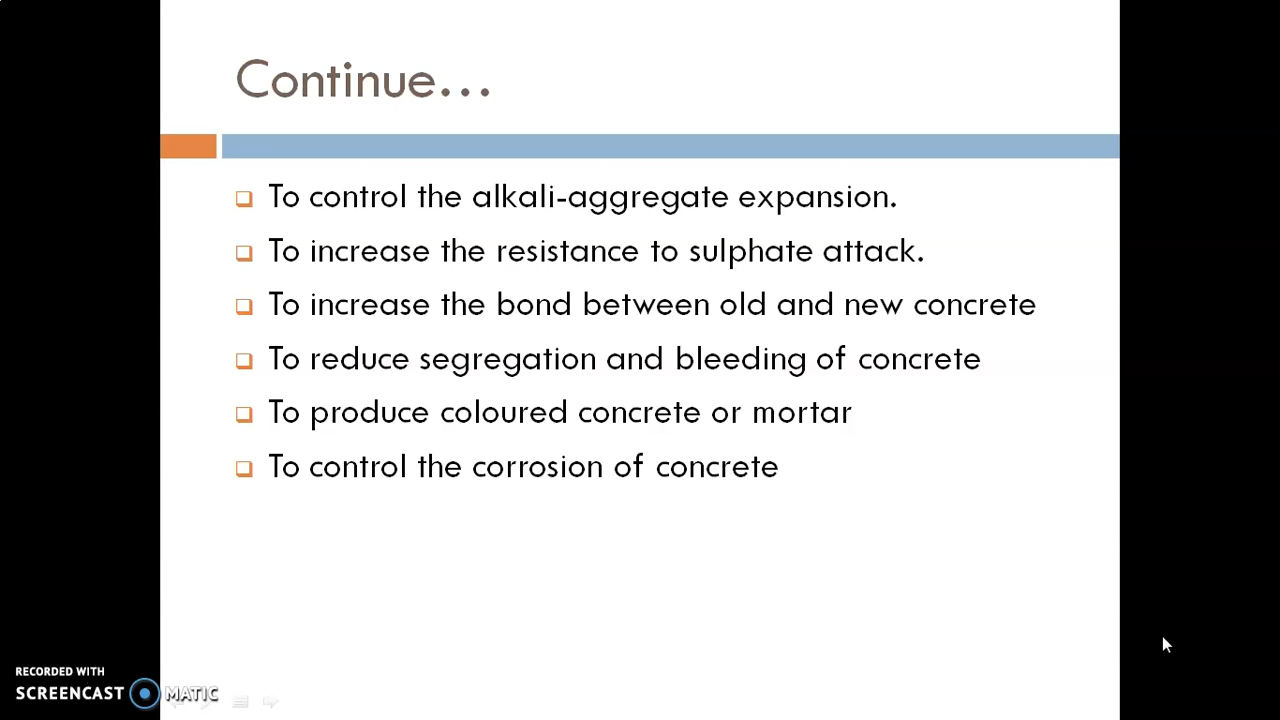 Continue...
To control the alkali-aggregate expansion.
To increase the resistance to sulphate attack.
To increase the bond between old and new concrete
To reduce segregation and bleeding of concrete
To produce coloured concrete or mortar
To control the corrosion of concrete
RECORDED WITH
SCREENCAST MATIC